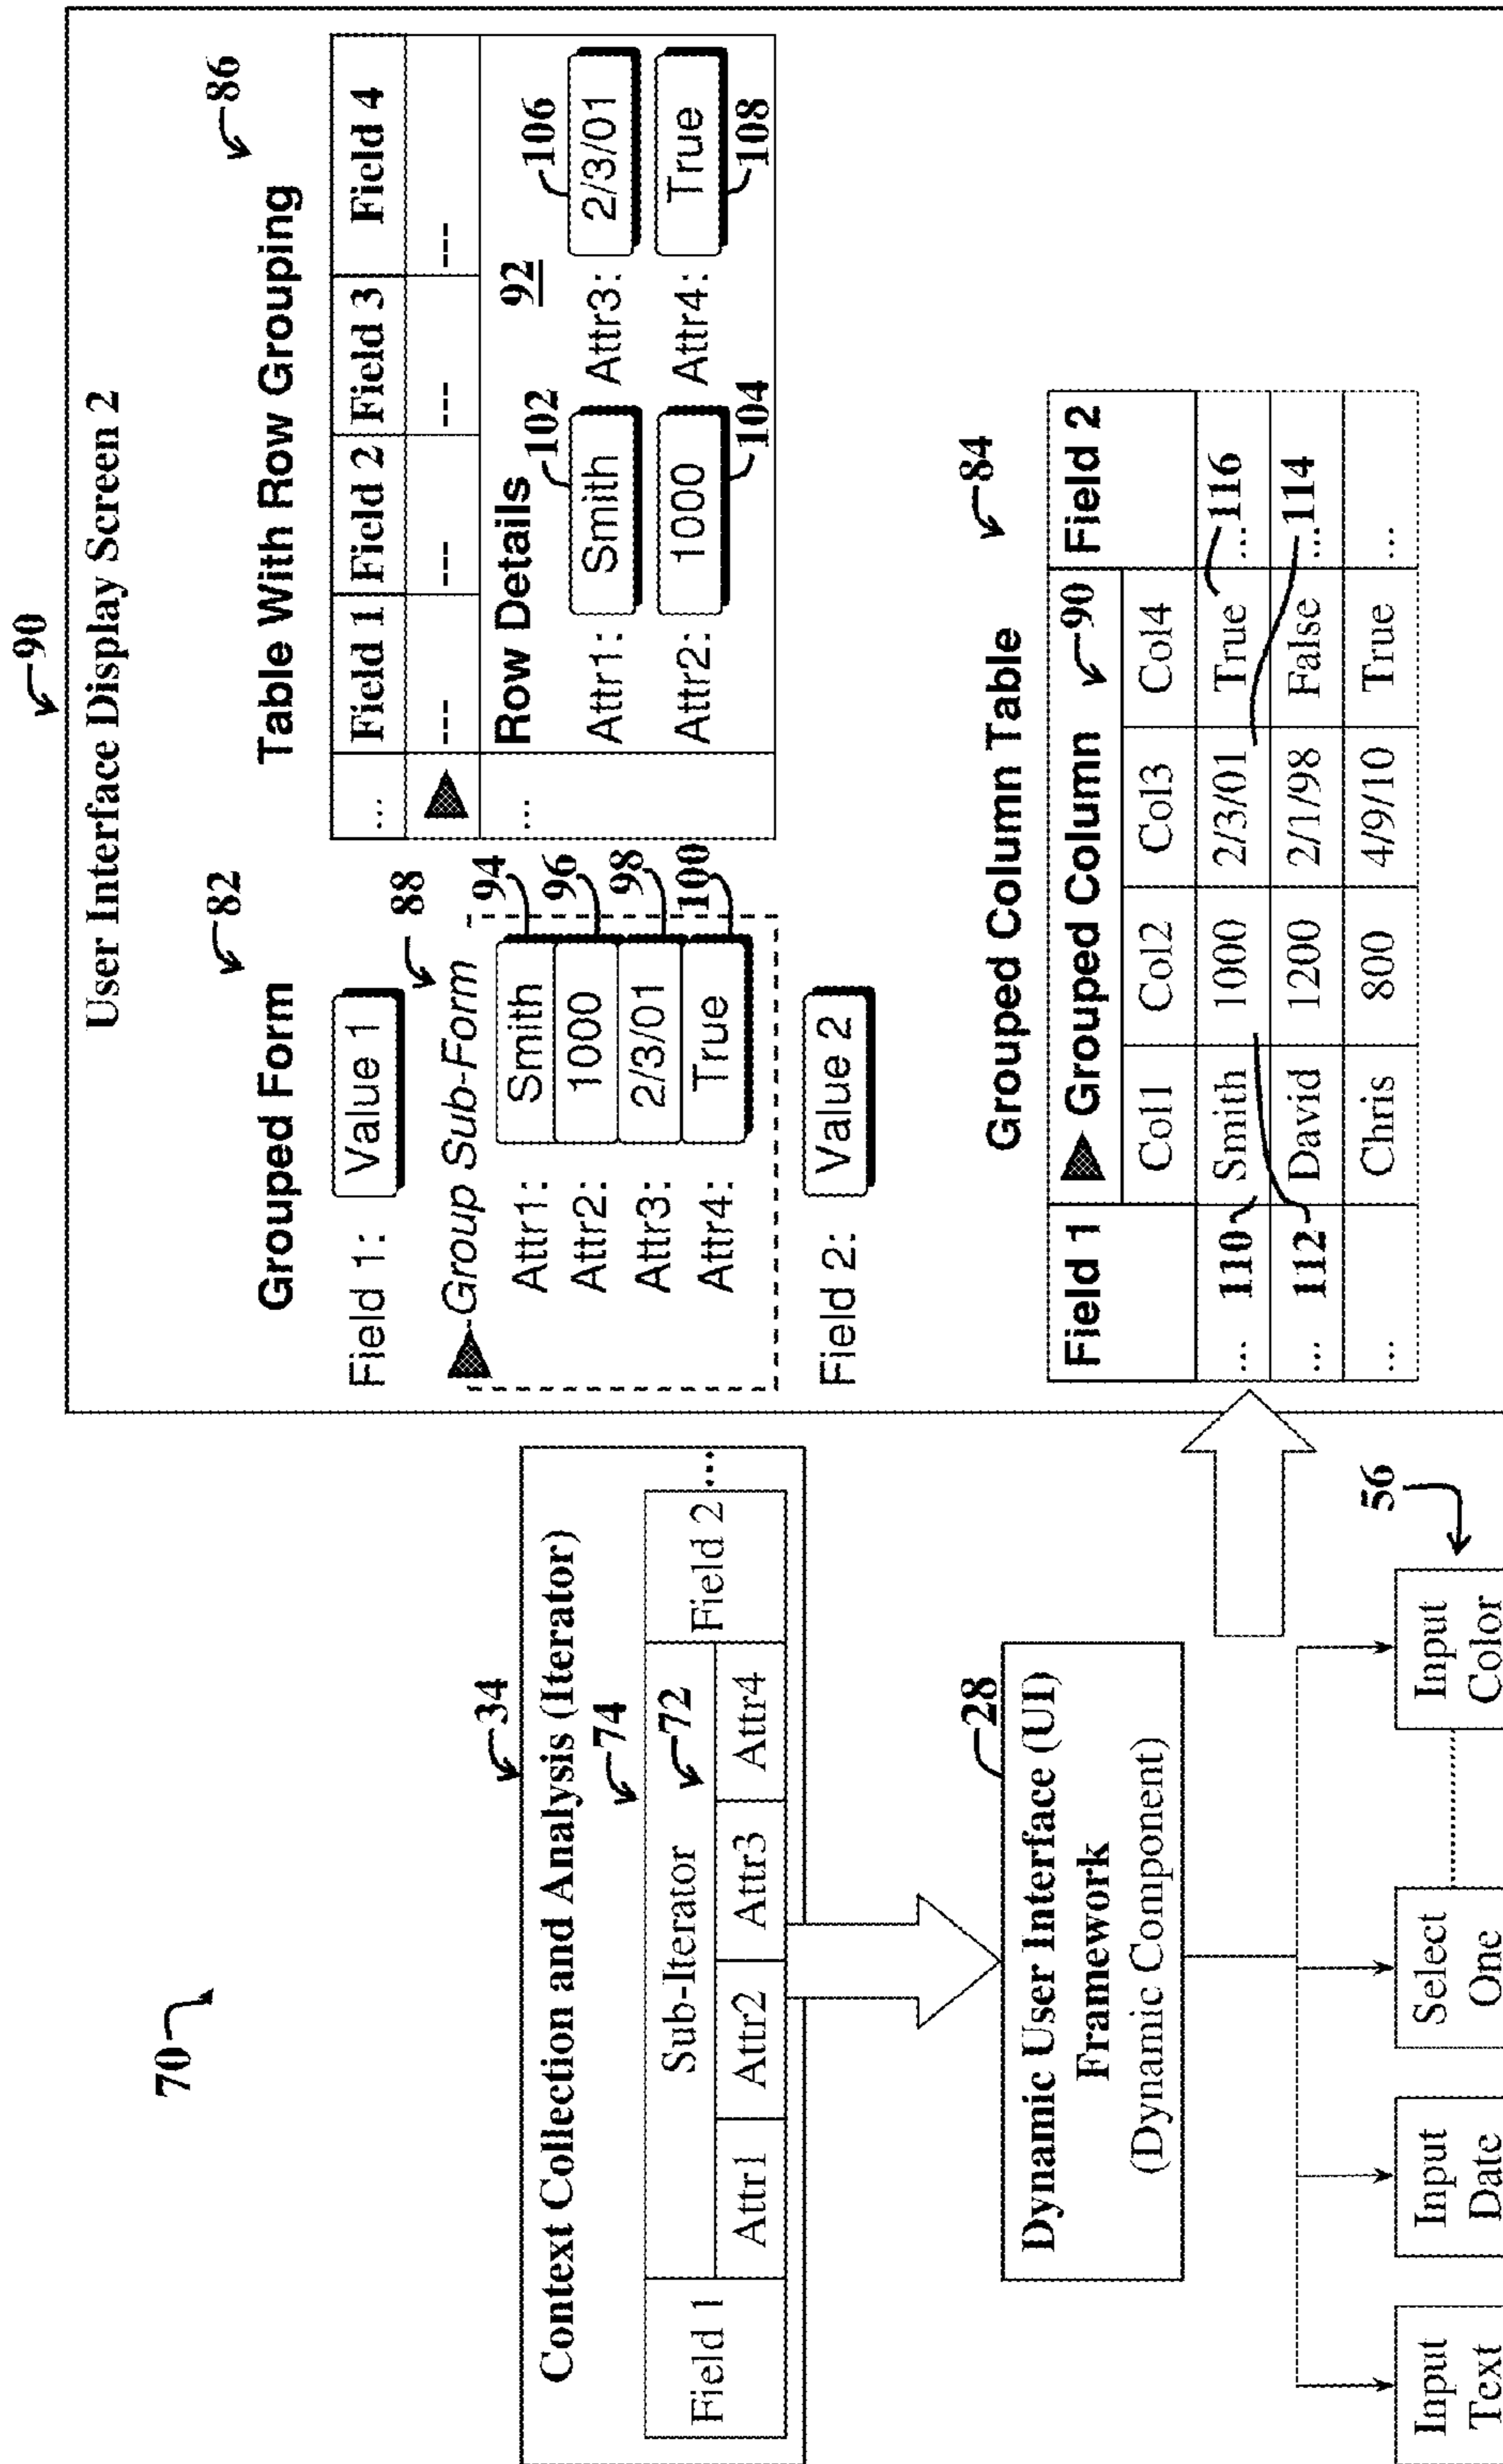 70
34
Context Collection and Analysis (Iterator)
74
Field 1
Sub-Iterator
72
Field 2
...
Attr1
Attr2
Attr3
Attr4
28
Dynamic User Interface (UI)
Framework
(Dynamic Component)
56
Input
Text
Input
Date
Select
One
Input
Color
90
User Interface Display Screen 2
82
Grouped Form
Field 1:
Value 1
88
Group Sub-Form
Attr1:
Smith
94
Attr2:
1000
96
Attr3:
2/3/01
98
Attr4:
True
100
Field 2:
Value 2
86
Table With Row Grouping
...
Field 1
Field 2
Field 3
Field 4
---
---
---
---
...
Row Details
92
102
106
Attr1:
Smith
Attr3:
2/3/01
Attr2:
1000
Attr4:
True
104
108
84
Grouped Column Table
Field 1
Grouped Column
90
Field 2
Col1
Col2
Col3
Col4
...
110
Smith
1000
2/3/01
True
...
116
...
112
David
1200
2/1/98
False
...
114
...
Chris
800
4/9/10
True
...